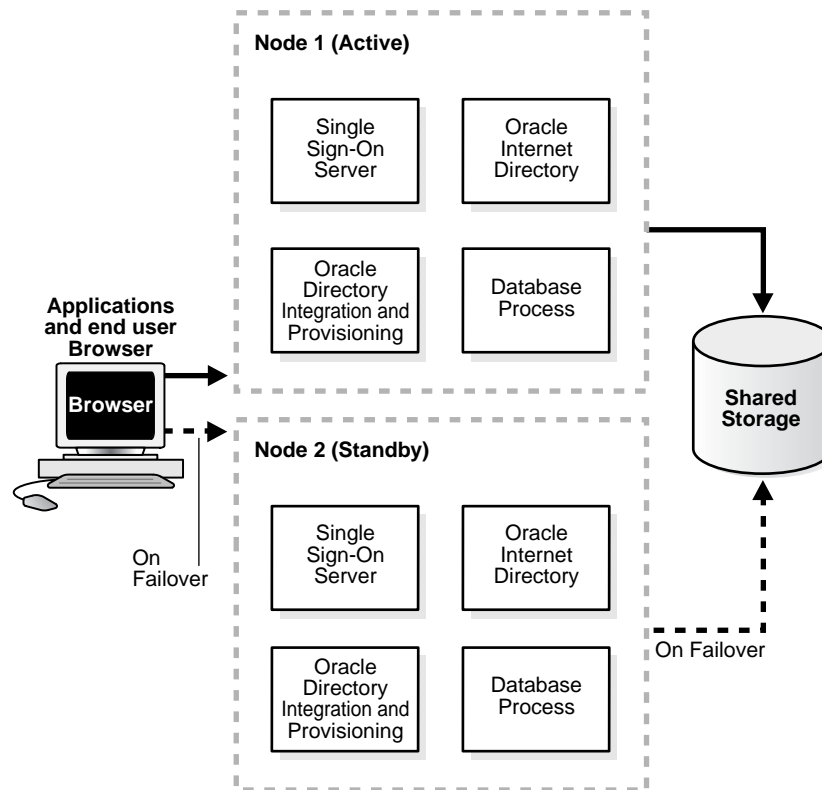 Node 1 (Active)
Single
Sign-On
Server
Oracle
Internet
Directory
Oracle
Directory
Integration and
Provisioning
Database
Process
Applications
and end user
Browser
Browser
Shared
Storage
Node 2 (Standby)
Single
Sign-On
Server
Oracle
Internet
Directory
On
Failover
Oracle
Directory
Integration and
Provisioning
Database
Process
On Failover